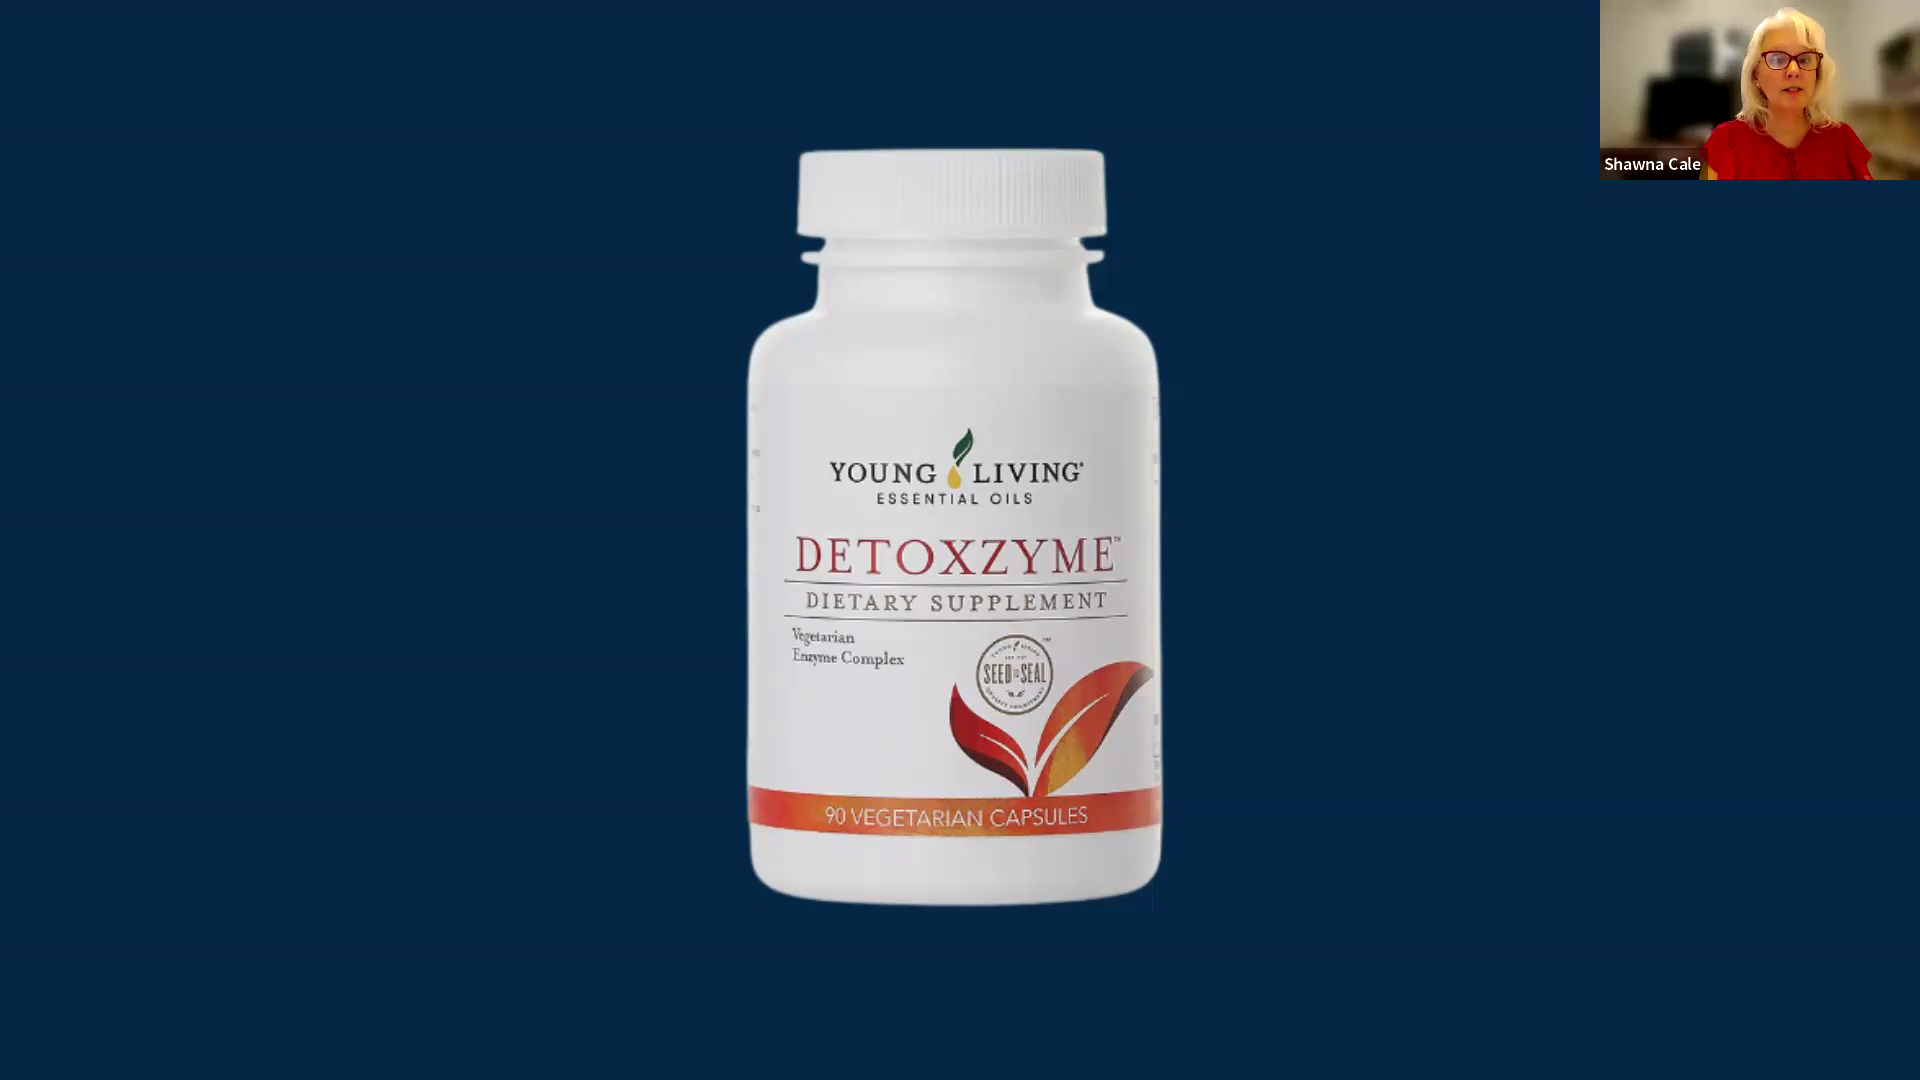 Shawna Cale
YOUNG LIVING
ESSENTIAL OILS
DETOXZYME™
DIETARY SUPPLEMENT
Vegetarian
Enzyme Complex
SEED TO SEAL
90 VEGETARIAN CAPSULES